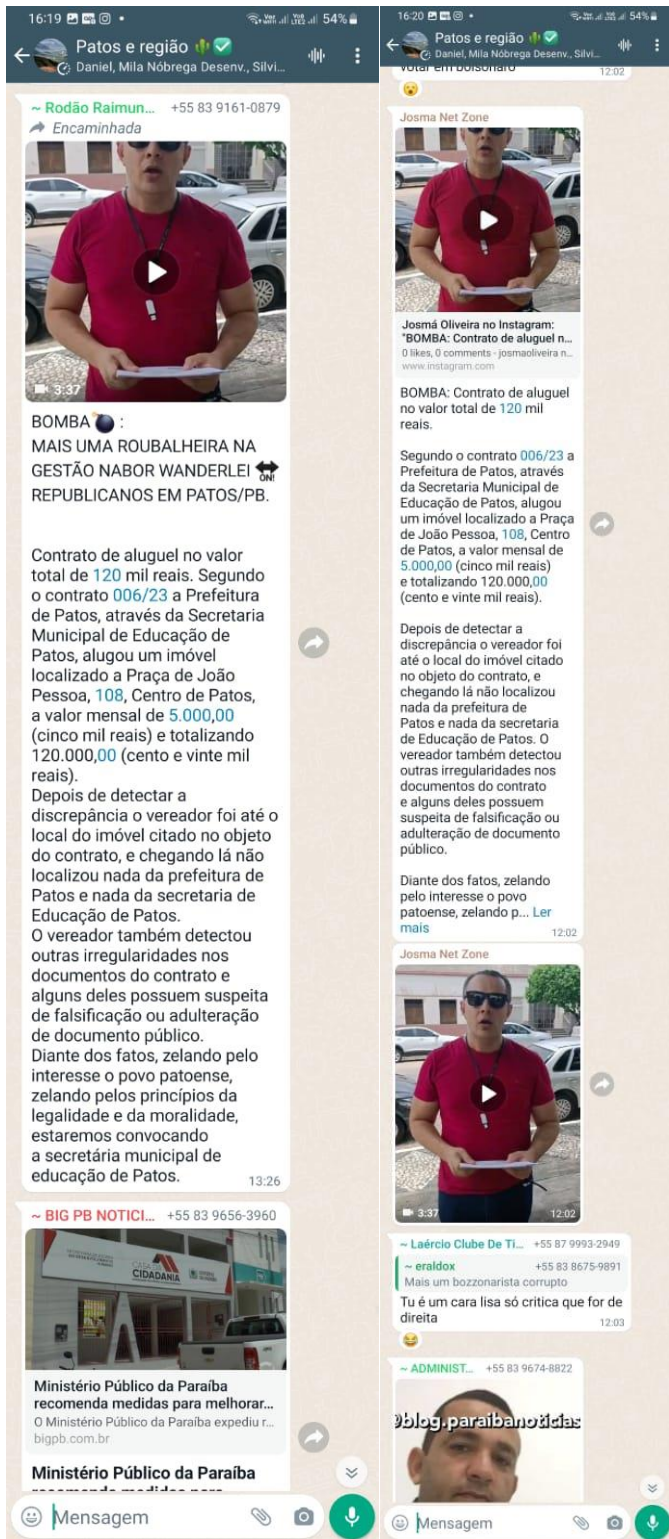 16:19
54%
Patos e região
Daniel, Mila Nóbrega Desenv., Silvi...
~ Rodão Raimun... +55 83 9161-0879
Encaminhada
3:37
BOMBA💣 :
MAIS UMA ROUBALHEIRA NA
GESTÃO NABOR WANDERLEI 🔛
REPUBLICANOS EM PATOS/PB.
Contrato de aluguel no valor
total de 120 mil reais. Segundo
o contrato 006/23 a Prefeitura
de Patos, através da Secretaria
Municipal de Educação de
Patos, alugou um imóvel
localizado a Praça de João
Pessoa, 108, Centro de Patos,
a valor mensal de 5.000,00
(cinco mil reais) e totalizando
120.000,00 (cento e vinte mil
reais).
Depois de detectar a
discrepância o vereador foi até o
local do imóvel citado no objeto
do contrato, e chegando lá não
localizou nada da prefeitura de
Patos e nada da secretaria de
Educação de Patos.
O vereador também detectou
outras irregularidades nos
documentos do contrato e
alguns deles possuem suspeita
de falsificação ou adulteração
de documento público.
Diante dos fatos, zelando pelo
interesse o povo patoense,
zelando pelos princípios da
legalidade e da moralidade,
estaremos convocando
a secretária municipal de
educação de Patos.
13:26
~ BIG PB NOTICI... +55 83 9656-3960
CASA DA
CIDADANIA
Ministério Público da Paraíba
recomenda medidas para melhorar...
O Ministério Público da Paraíba expediu r...
bigpb.com.br
Ministério Público da Paraíba
recomenda medidas para
Mensagem
16:20
54%
Patos e região
Daniel, Mila Nóbrega Desenv., Silvi...
votar em bolsonaro
12:02
Josma Net Zone
Josmá Oliveira no Instagram:
"BOMBA: Contrato de aluguel n...
0 likes, 0 comments - josmaoliveira n...
www.instagram.com
BOMBA: Contrato de aluguel
no valor total de 120 mil
reais.
Segundo o contrato 006/23 a
Prefeitura de Patos, através
da Secretaria Municipal de
Educação de Patos, alugou
um imóvel localizado a Praça
de João Pessoa, 108, Centro
de Patos, a valor mensal de
5.000,00 (cinco mil reais)
e totalizando 120.000,00
(cento e vinte mil reais).
Depois de detectar a
discrepância o vereador foi
até o local do imóvel citado
no objeto do contrato, e
chegando lá não localizou
nada da prefeitura de
Patos e nada da secretaria
de Educação de Patos. O
vereador também detectou
outras irregularidades nos
documentos do contrato
e alguns deles possuem
suspeita de falsificação ou
adulteração de documento
público.
Diante dos fatos, zelando
pelo interesse o povo
patoense, zelando p... Ler
mais
12:02
Josma Net Zone
3:37
12:02
~ Laércio Clube De Ti... +55 87 9993-2949
~ eraldox +55 83 8675-9891
Mais um bozzonarista corrupto
Tu é um cara lisa só critica que for de
direita
12:03
~ ADMINIST... +55 83 9674-8822
@blog.paraibanoticias
Mensagem